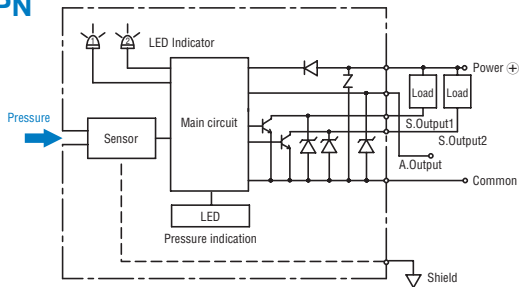 PN
1
2
LED Indicator
Power +
Load
Load
Pressure
Main circuit
Sensor
S.Output1
S.Output2
A.Output
Common
LED
Pressure indication
Shield